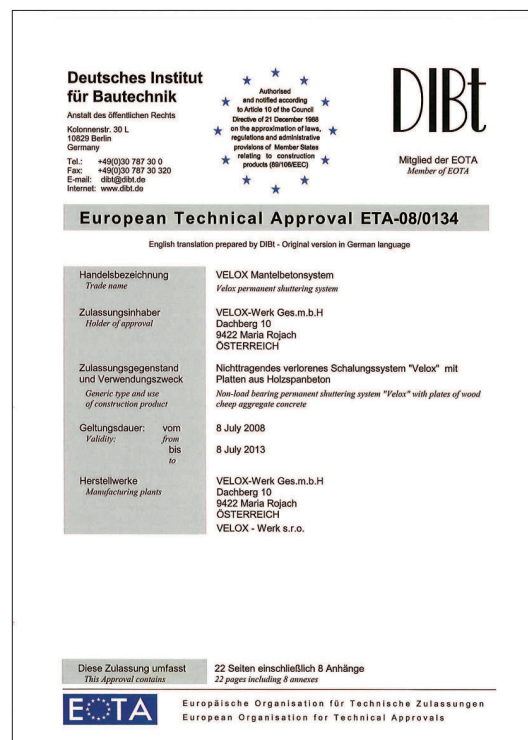 Deutsches Institut
für Bautechnik
Anstalt des öffentlichen Rechts
Kolonnenstr. 30 L
10829 Berlin
Germany
Tel.: +49(0)30 787 30 0
Fax: +49(0)30 787 30 320
E-mail: dibt@dibt.de
Internet: www.dibt.de
Authorised
and notified according
to Article 10 of the Council
Directive of 21 December 1988
on the approximation of laws,
regulations and administrative
provisions of Member States
relating to construction
products (89/106/EEC)
DIBt
Mitglied der EOTA
Member of EOTA
European Technical Approval ETA-08/0134
English translation prepared by DIBt - Original version in German language
Handelsbezeichnung VELOX Mantelbetonsystem
Trade name Velox permanent shuttering system
Zulassungsinhaber VELOX-Werk Ges.m.b.H
Holder of approval Dachberg 10
9422 Maria Rojach
ÖSTERREICH
Zulassungsgegenstand Nichttragendes verlorenes Schalungssystem "Velox" mit
und Verwendungszweck Platten aus Holzspanbeton
Generic type and use Non-load bearing permanent shuttering system "Velox" with plates of wood
of construction product cheep aggregate concrete
Geltungsdauer: vom 8 July 2008
Validity: from
bis 8 July 2013
to
Herstellwerke VELOX-Werk Ges.m.b.H
Manufacturing plants Dachberg 10
9422 Maria Rojach
ÖSTERREICH
VELOX - Werk s.r.o.
Diese Zulassung umfasst 22 Seiten einschließlich 8 Anhänge
This Approval contains 22 pages including 8 annexes
EOTA
Europäische Organisation für Technische Zulassungen
European Organisation for Technical Approvals